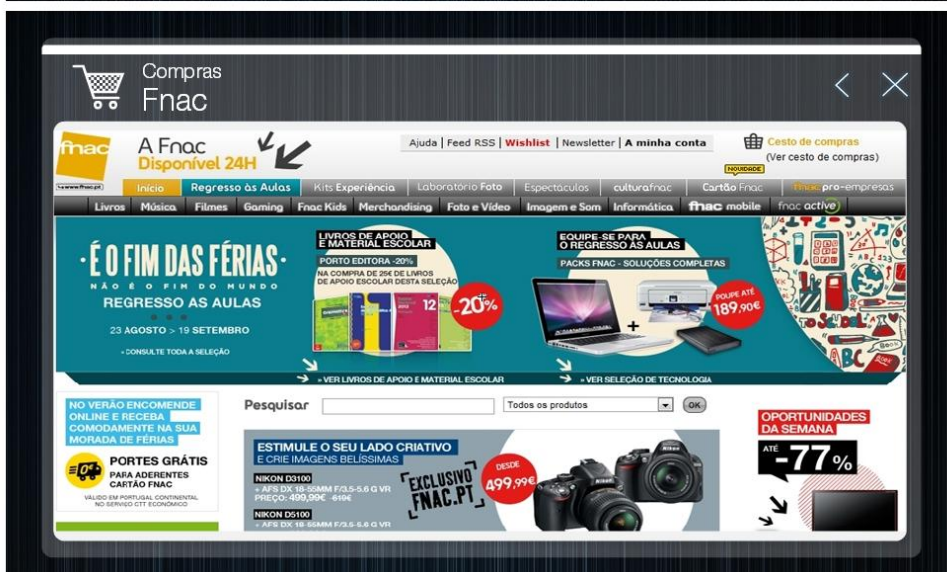 Compras
Fnac
fnac
www.fnac.pt
A Fnac
Disponível 24H
Ajuda | Feed RSS | Wishlist | Newsletter | A minha conta
Cesto de compras
(Ver cesto de compras)
NOVIDADE
Início Regresso às Aulas Kits Experiência Laboratório Foto Espectáculos culturafnac Cartão Fnac fnac pro-empresas
Livros Música Filmes Gaming Fnac Kids Merchandising Foto e Vídeo Imagem e Som Informática fnac mobile fnac active
·É O FIM DAS FÉRIAS·
NÃO É O FIM DO MUNDO
REGRESSO AS AULAS
23 AGOSTO > 19 SETEMBRO
» CONSULTE TODA A SELEÇÃO
LIVROS DE APOIO
E MATERIAL ESCOLAR
PORTO EDITORA -20%
NA COMPRA DE 25€ DE LIVROS
DE APOIO ESCOLAR DESTA SELEÇÃO
12
-20%
» VER LIVROS DE APOIO E MATERIAL ESCOLAR
EQUIPE-SE PARA
O REGRESSO ÀS AULAS
PACKS FNAC - SOLUÇÕES COMPLETAS
POUPE ATÉ
189,90€
+
» VER SELEÇÃO DE TECNOLOGIA
TO SCHOOL
Book
ABC
NO VERÃO ENCOMENDE
ONLINE E RECEBA
COMODAMENTE NA SUA
MORADA DE FÉRIAS
0€
PORTES GRÁTIS
PARA ADERENTES
CARTÃO FNAC
VÁLIDO EM PORTUGAL CONTINENTAL
NO SERVIÇO CTT ECONÓMICO
Pesquisar
Todos os produtos
OK
ESTIMULE O SEU LADO CRIATIVO
E CRIE IMAGENS BELÍSSIMAS
NIKON D3100
+ AFS DX 18-55MM F/3.5-5.6 G VR
PREÇO: 499,99€ -619€
NIKON D5100
+ AFS DX 18-55MM F/3.5-5.6 G VR
EXCLUSIVO
FNAC.PT
DESDE
499,99€
Nikon
Nikon
OPORTUNIDADES
DA SEMANA
ATÉ
-77%